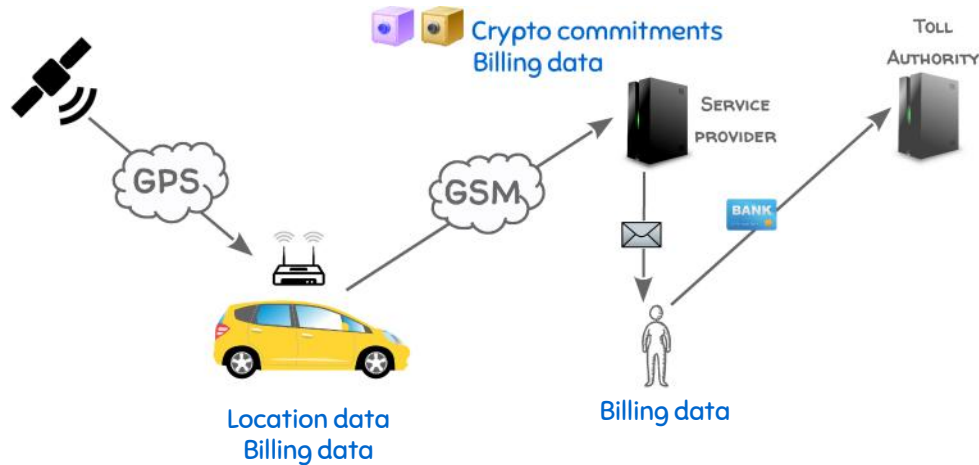 Crypto commitments
Billing data
TOLL
AUTHORITY
SERVICE
PROVIDER
GPS
GSM
BANK
Location data
Billing data
Billing data